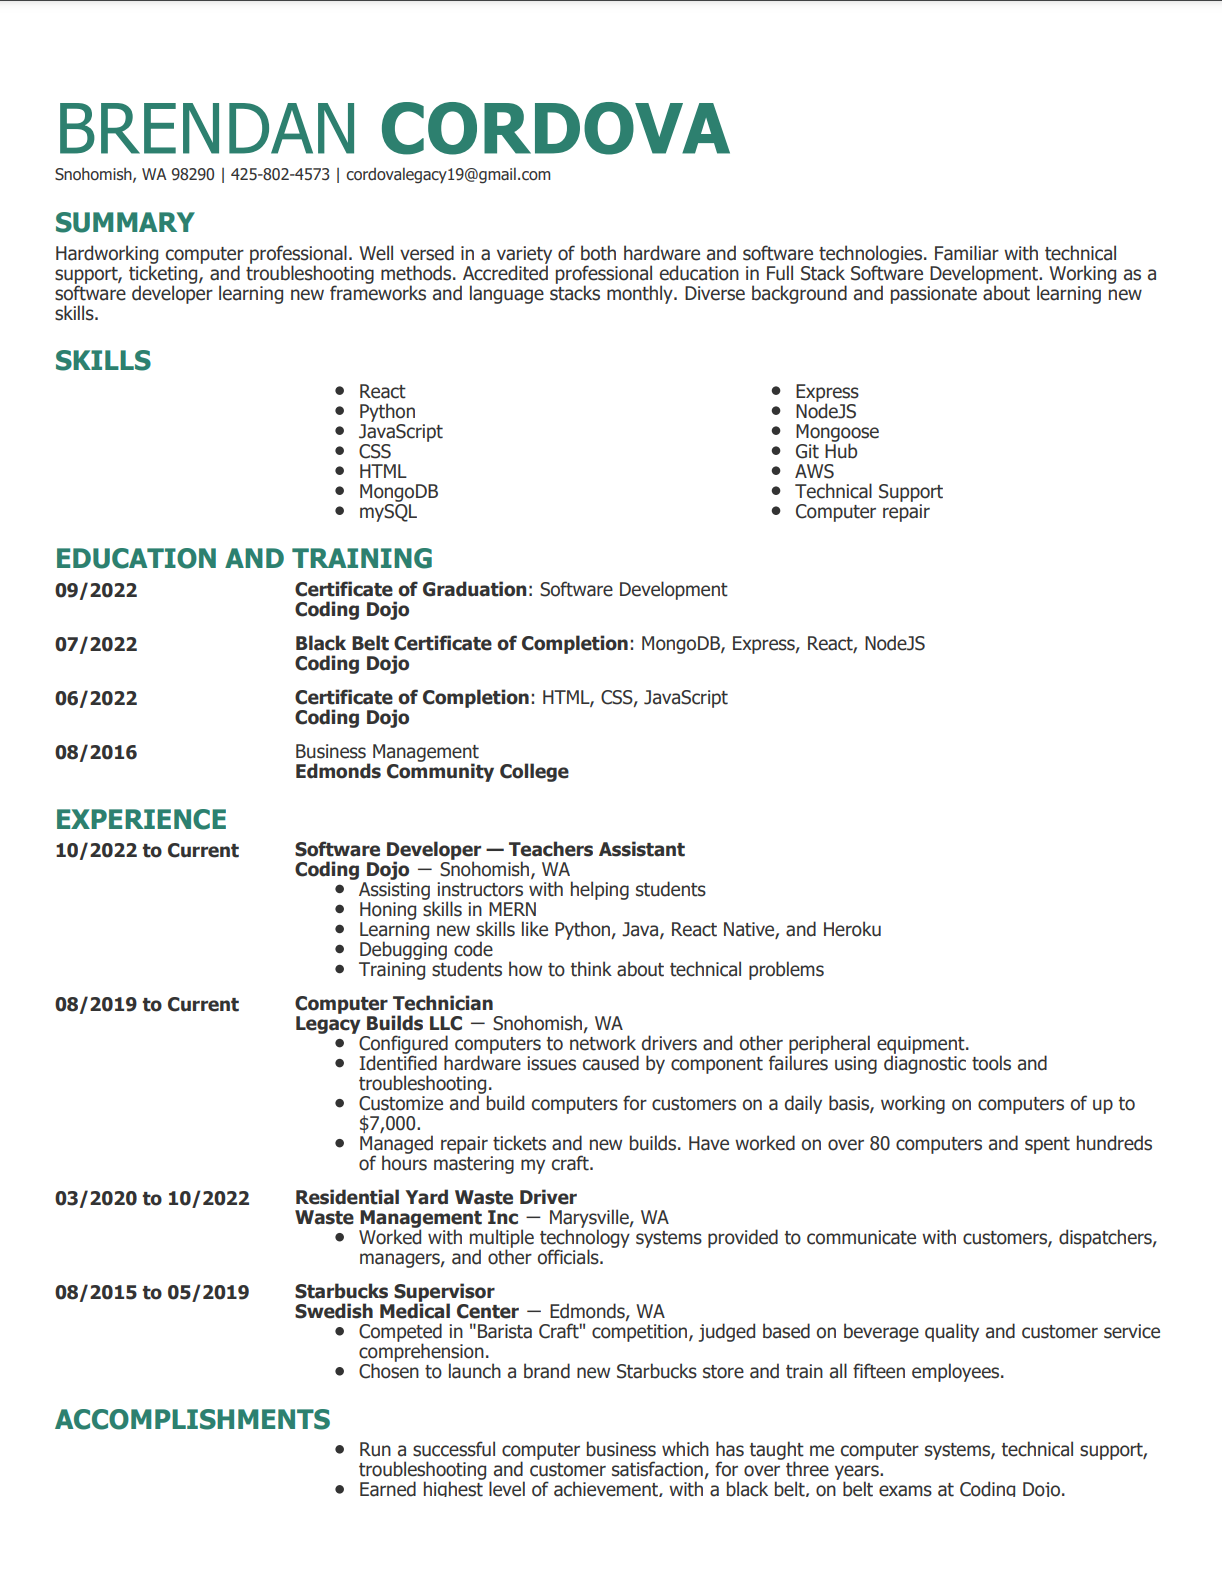 BRENDAN CORDOVA
Snohomish, WA 98290 | 425-802-4573 | cordovalegacy19@gmail.com
SUMMARY
Hardworking computer professional. Well versed in a variety of both hardware and software technologies. Familiar with technical
support, ticketing, and troubleshooting methods. Accredited professional education in Full Stack Software Development. Working as a
software developer learning new frameworks and language stacks monthly. Diverse background and passionate about learning new
skills.
SKILLS
• React
• Python
• JavaScript
• CSS
• HTML
• MongoDB
• mySQL
• Express
• NodeJS
• Mongoose
• Git Hub
• AWS
• Technical Support
• Computer repair
EDUCATION AND TRAINING
09/2022 Certificate of Graduation: Software Development
Coding Dojo
07/2022 Black Belt Certificate of Completion: MongoDB, Express, React, NodeJS
Coding Dojo
06/2022 Certificate of Completion: HTML, CSS, JavaScript
Coding Dojo
08/2016 Business Management
Edmonds Community College
EXPERIENCE
10/2022 to Current Software Developer — Teachers Assistant
Coding Dojo — Snohomish, WA
• Assisting instructors with helping students
• Honing skills in MERN
• Learning new skills like Python, Java, React Native, and Heroku
• Debugging code
• Training students how to think about technical problems
08/2019 to Current Computer Technician
Legacy Builds LLC — Snohomish, WA
• Configured computers to network drivers and other peripheral equipment.
• Identified hardware issues caused by component failures using diagnostic tools and
troubleshooting.
• Customize and build computers for customers on a daily basis, working on computers of up to
$7,000.
• Managed repair tickets and new builds. Have worked on over 80 computers and spent hundreds
of hours mastering my craft.
03/2020 to 10/2022 Residential Yard Waste Driver
Waste Management Inc — Marysville, WA
• Worked with multiple technology systems provided to communicate with customers, dispatchers,
managers, and other officials.
08/2015 to 05/2019 Starbucks Supervisor
Swedish Medical Center — Edmonds, WA
• Competed in "Barista Craft" competition, judged based on beverage quality and customer service
comprehension.
• Chosen to launch a brand new Starbucks store and train all fifteen employees.
ACCOMPLISHMENTS
• Run a successful computer business which has taught me computer systems, technical support,
troubleshooting and customer satisfaction, for over three years.
• Earned highest level of achievement, with a black belt, on belt exams at Coding Dojo.